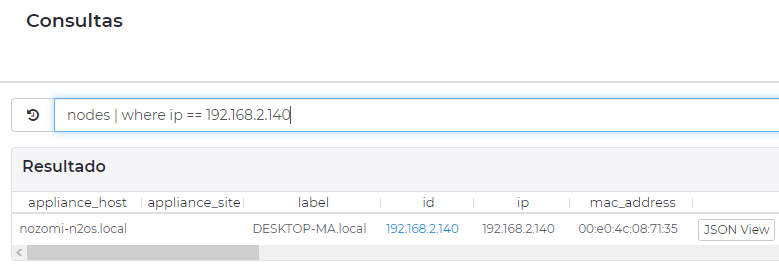 Consultas
nodes | where ip == 192.168.2.140
Resultado
appliance_host appliance_site label id ip mac_address
nozomi-n2os.local DESKTOP-MA.local 192.168.2.140 192.168.2.140 00:e0:4c:08:71:35 JSON View